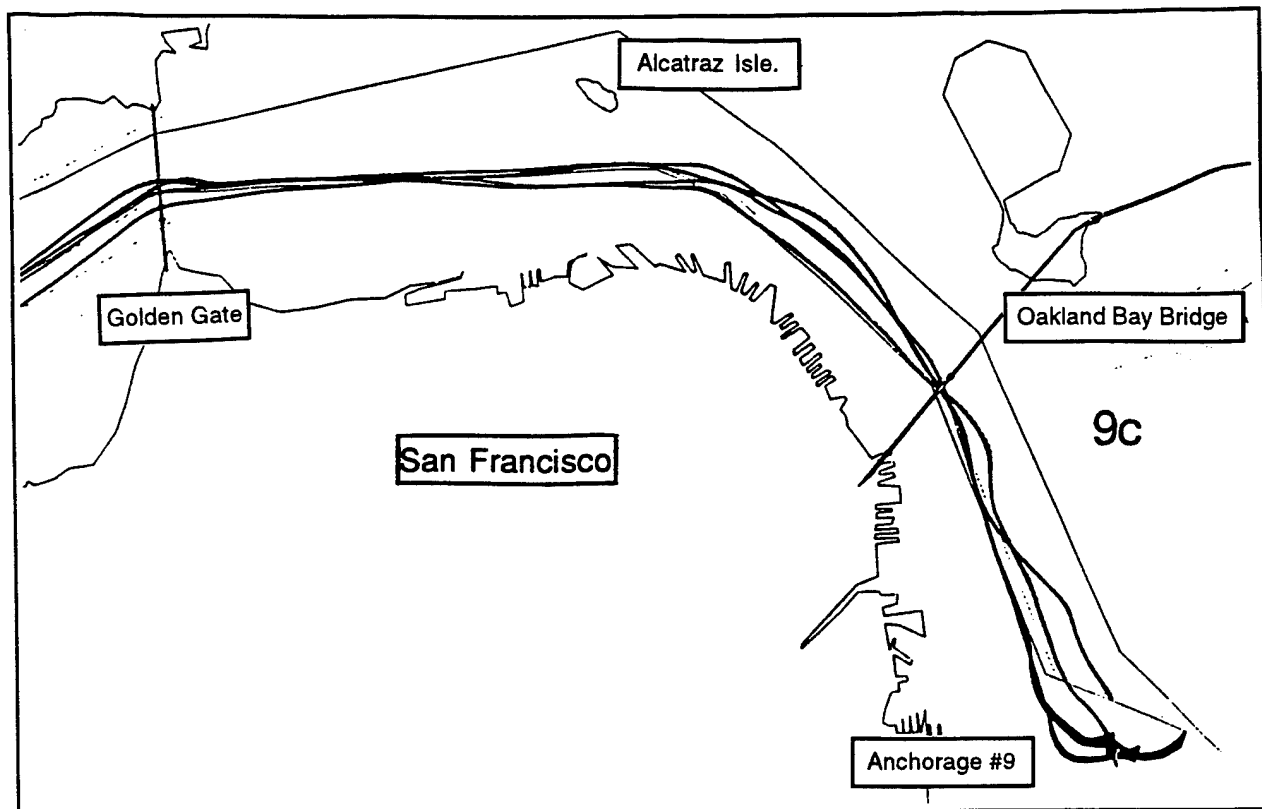 Alcatraz Isle.
Golden Gate
Oakland Bay Bridge
9c
San Francisco
Anchorage #9